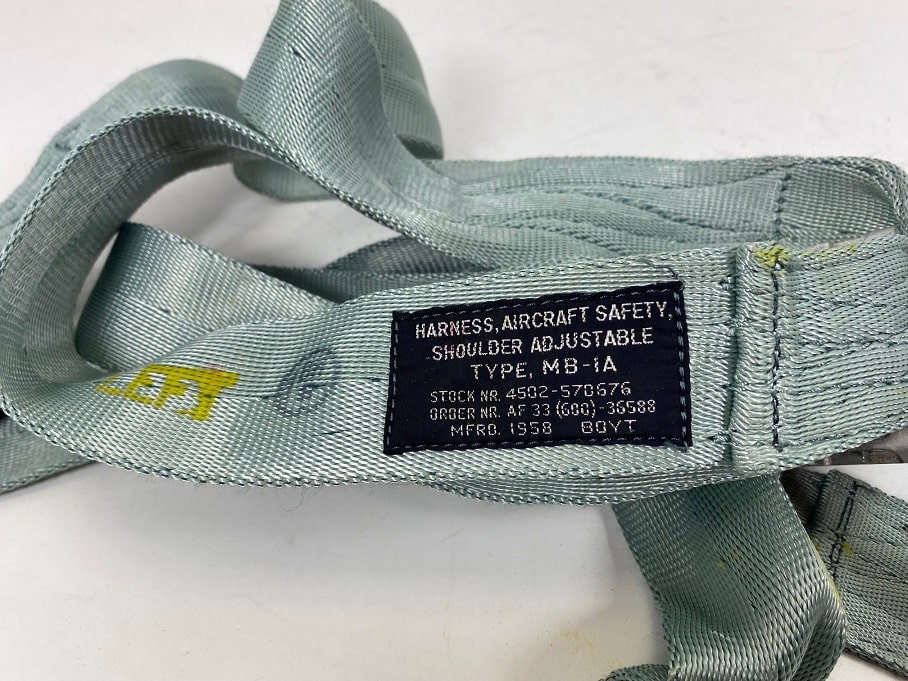 HARNESS, AIRCRAFT SAFETY,
SHOULDER ADJUSTABLE
TYPE, MB-1A
STOCK NR. 4502-570676
ORDER NR. AF 33 (600)-36588
MFRD. 1958 BOYT
LEFT